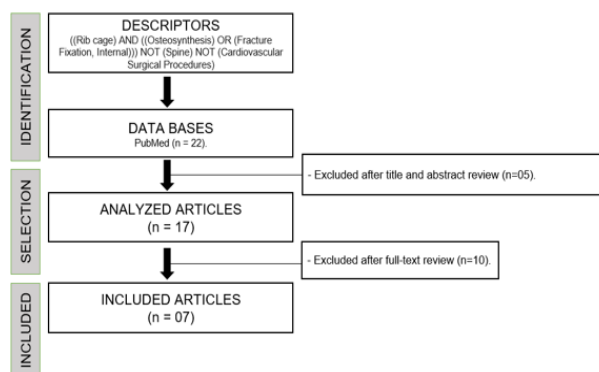 DESCRIPTORS
((Rib cage) AND ((Osteosynthesis) OR (Fracture
Fixation, Internal))) NOT (Spine) NOT (Cardiovascular
Surgical Procedures)
IDENTIFICATION
DATA BASES
PubMed (n = 22).
- Excluded after title and abstract review (n=05).
SELECTION
ANALYZED ARTICLES
(n = 17)
- Excluded after full-text review (n=10).
INCLUDED
INCLUDED ARTICLES
(n = 07)